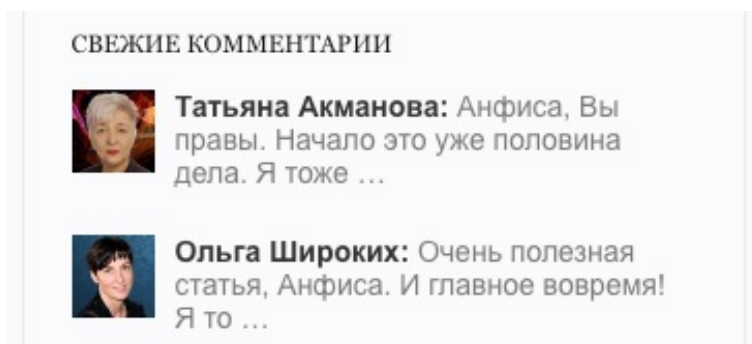 СВЕЖИЕ КОММЕНТАРИИ
Татьяна Акманова: Анфиса, Вы
правы. Начало это уже половина
дела. Я тоже …
Ольга Широких: Очень полезная
статья, Анфиса. И главное вовремя!
Я то …